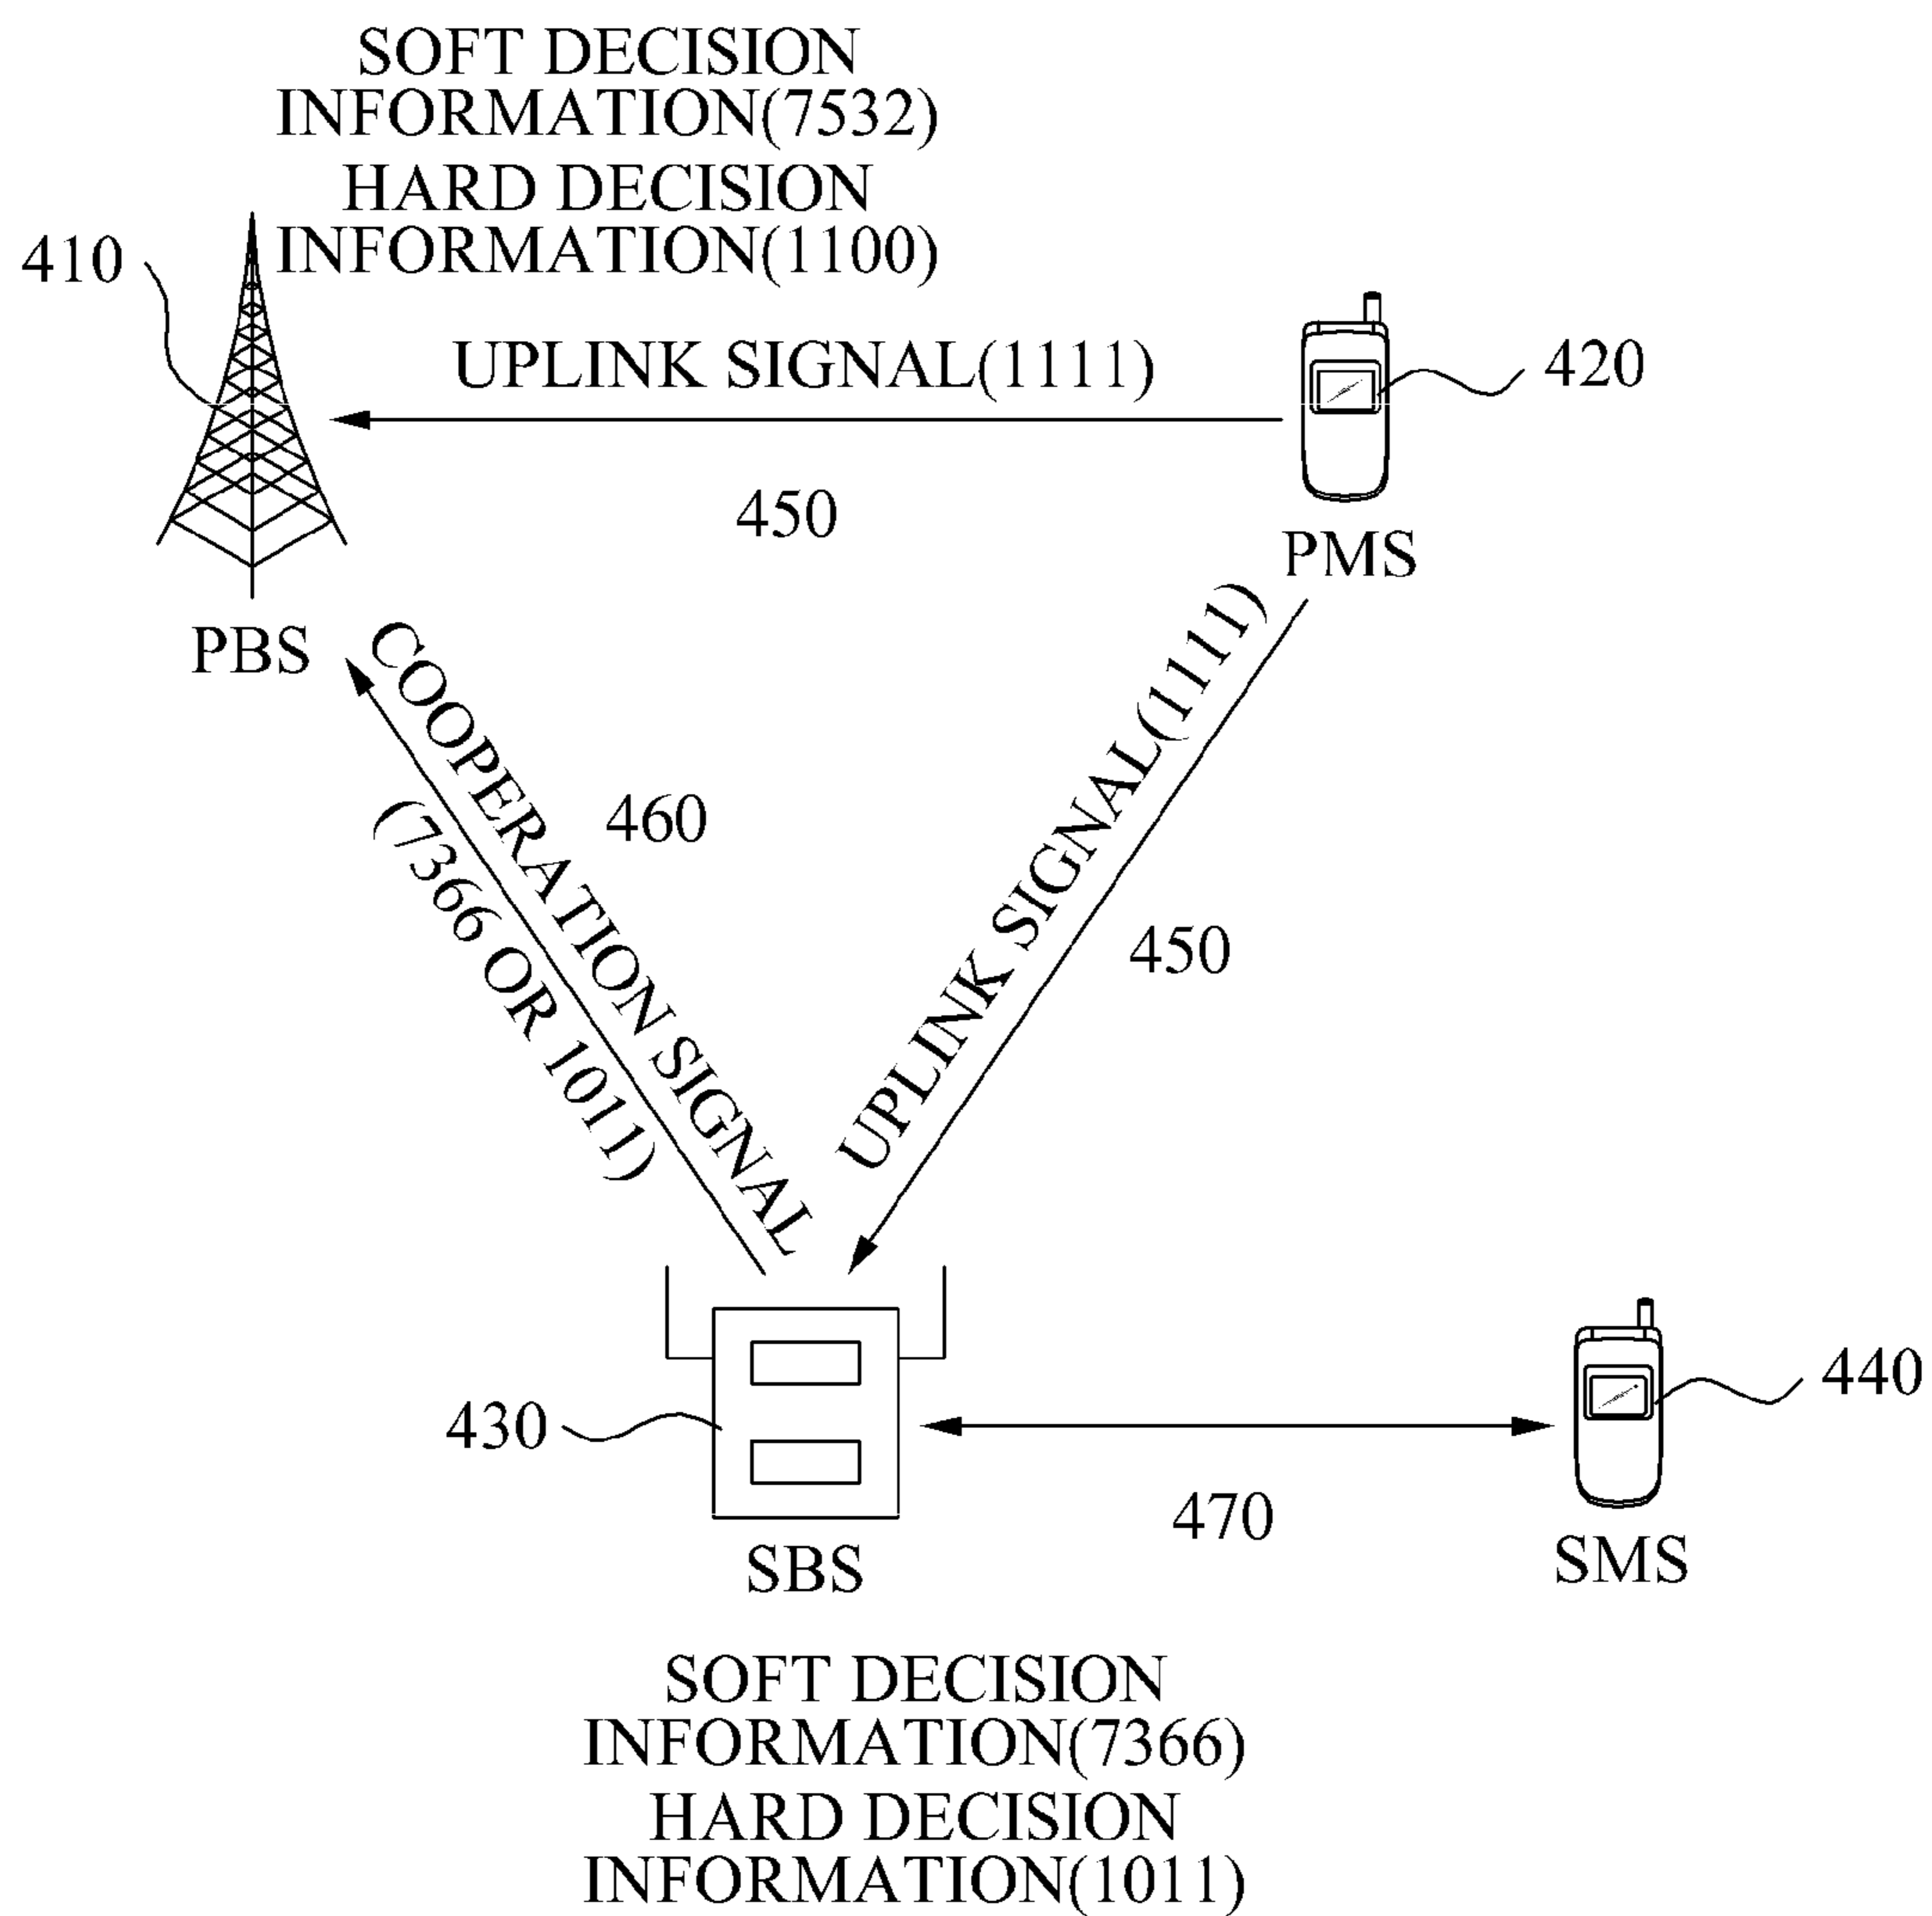 SOFT DECISION
INFORMATION(7532)
HARD DECISION
INFORMATION(1100)
410
UPLINK SIGNAL(1111)
420
450
PMS
PBS
COOPERATION SIGNAL
(7366 OR 1011)
460
UPLINK SIGNAL(1111)
450
430
440
470
SBS
SMS
SOFT DECISION
INFORMATION(7366)
HARD DECISION
INFORMATION(1011)